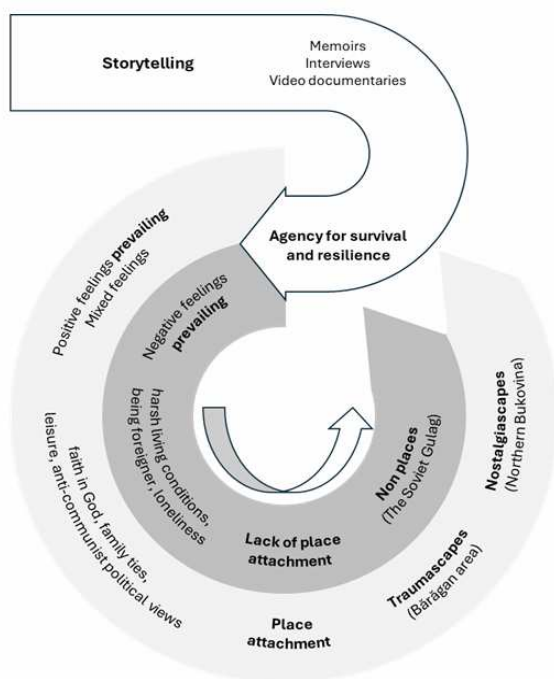 Storytelling
Memoirs
Interviews
Video documentaries
Agency for survival
and resilience
Positive feelings prevailing
Mixed feelings
Negative feelings
prevailing
harsh living conditions,
being foreigner, loneliness
faith in God, family ties,
leisure, anti-communist political views
Lack of place
attachment
Place
attachment
Non places
(The Soviet Gulag)
Traumascapes
(Bărăgan area)
Nostalgiascapes
(Northern Bukovina)